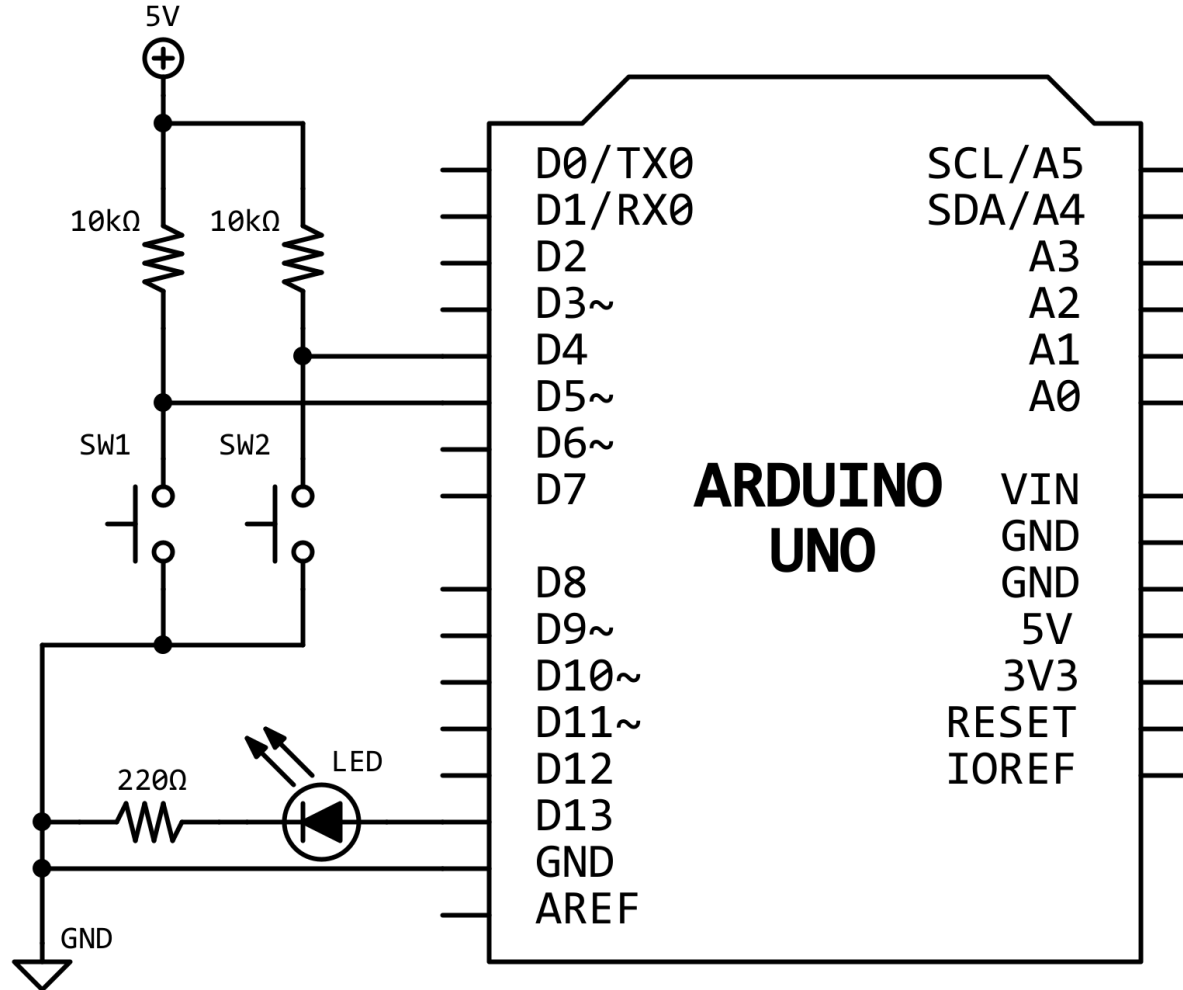 5V
10kΩ 10kΩ
SW1 SW2
220Ω
LED
GND
D0/TX0
D1/RX0
D2
D3~
D4
D5~
D6~
D7
D8
D9~
D10~
D11~
D12
D13
GND
AREF
ARDUINO
UNO
SCL/A5
SDA/A4
A3
A2
A1
A0
VIN
GND
GND
5V
3V3
RESET
IOREF